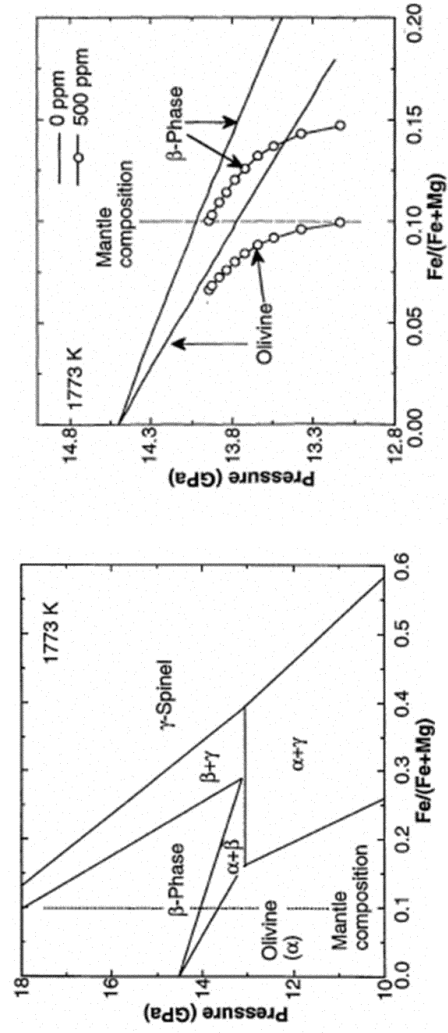 18
16
14
12
10
Pressure (GPa)
1773 K
γ-Spinel
β-Phase
β+γ
α+β
α+γ
Olivine
(α)
Mantle
composition
0.0
0.1
0.2
0.3
0.4
0.5
0.6
Fe/(Fe+Mg)
14.8
14.3
13.8
13.3
12.8
Pressure (GPa)
1773 K
0 ppm
500 ppm
Mantle
composition
β-Phase
Olivine
0.00
0.05
0.10
0.15
0.20
Fe/(Fe+Mg)